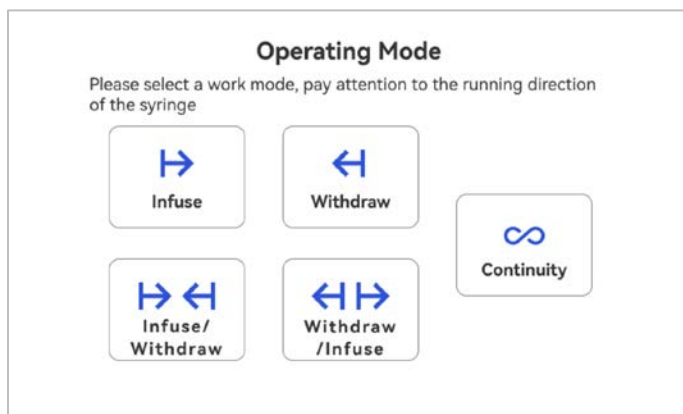 Operating Mode
Please select a work mode, pay attention to the running direction
of the syringe
Infuse
Withdraw
Continuity
Infuse/
Withdraw
Withdraw
/Infuse